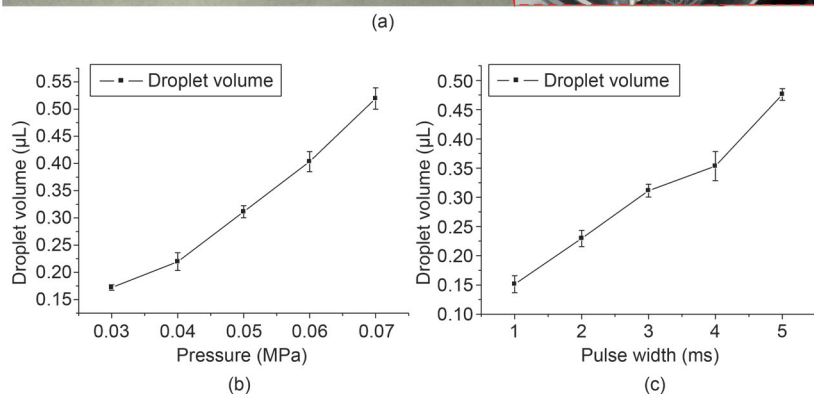 (a)
Droplet volume
0.55
0.50
0.45
0.40
0.35
0.30
0.25
0.20
0.15
Droplet volume (μL)
0.03 0.04 0.05 0.06 0.07
Pressure (MPa)
(b)
Droplet volume
0.50
0.45
0.40
0.35
0.30
0.25
0.20
0.15
0.10
Droplet volume (μL)
1 2 3 4 5
Pulse width (ms)
(c)